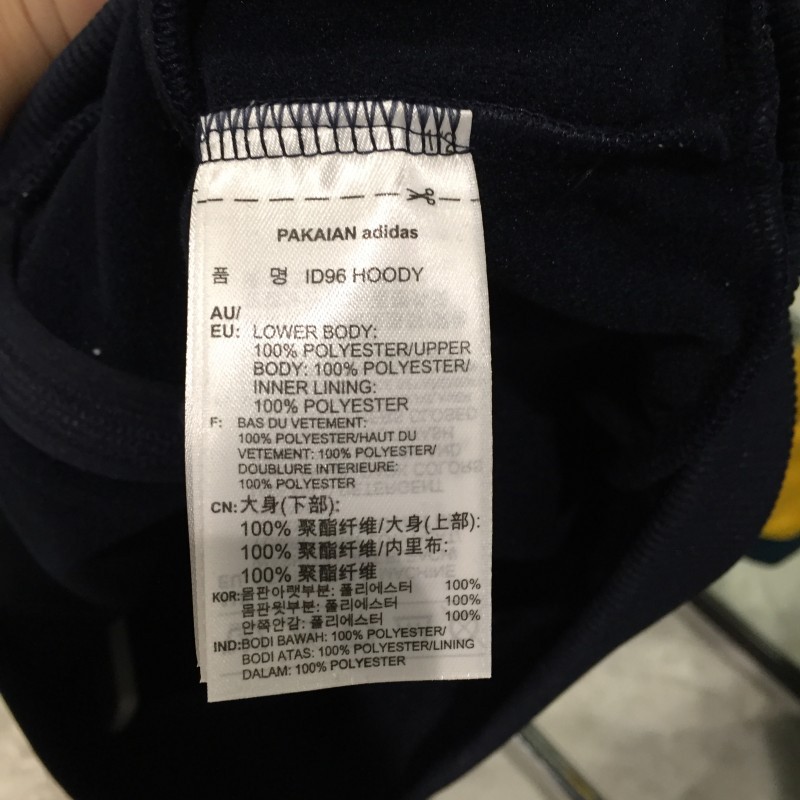 PAKAIAN adidas
품 명 ID96 HOODY
AU/
EU: LOWER BODY:
100% POLYESTER/UPPER
BODY: 100% POLYESTER/
INNER LINING:
100% POLYESTER
F: BAS DU VETEMENT:
100% POLYESTER/HAUT DU
VETEMENT: 100% POLYESTER/
DOUBLURE INTERIEURE:
100% POLYESTER
CN: 大身(下部):
100% 聚酯纤维/大身(上部):
100% 聚酯纤维/内里布:
100% 聚酯纤维
KOR: 몸판아랫부분: 폴리에스터 100%
몸판윗부분: 폴리에스터 100%
안쪽안감: 폴리에스터 100%
IND: BODI BAWAH: 100% POLYESTER/
BODI ATAS: 100% POLYESTER/LINING
DALAM: 100% POLYESTER